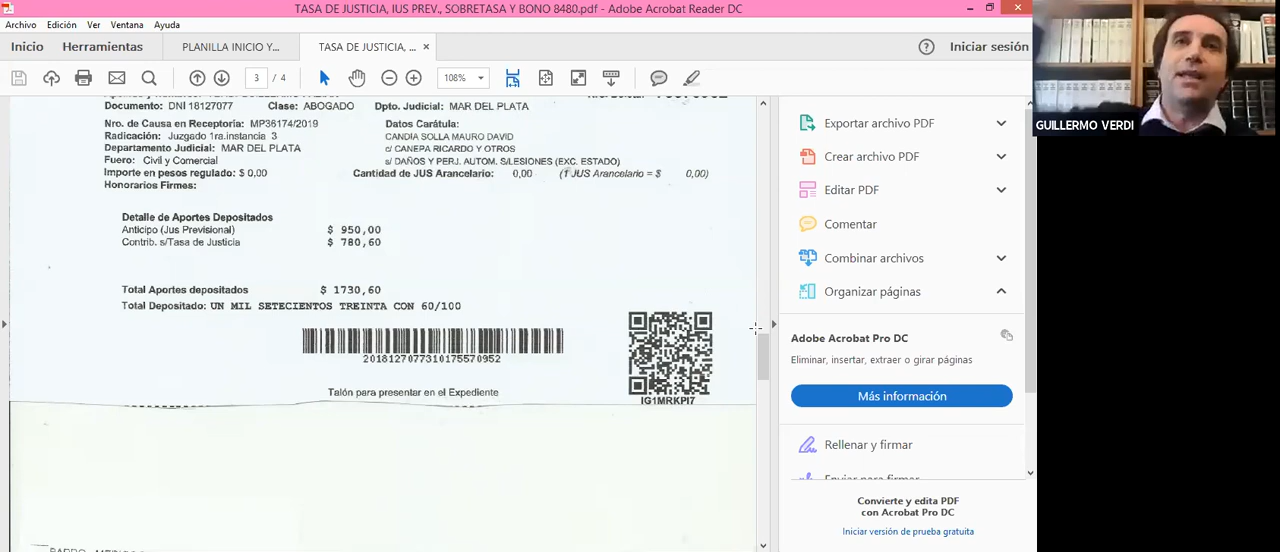 TASA DE JUSTICIA, IUS PREV., SOBRETASA Y BONO 8480.pdf - Adobe Acrobat Reader DC
Archivo Edición Ver Ventana Ayuda
Inicio Herramientas PLANILLA INICIO Y... TASA DE JUSTICIA, ... × Iniciar sesión
3 / 4 108%
Documento: DNI 18127077 Clase: ABOGADO Dpto. Judicial: MAR DEL PLATA
Nro. de Causa en Receptoría: MP36174/2019 Datos Carátula:
Radicación: Juzgado 1ra.instancia 3 CANDIA SOLLA MAURO DAVID
Departamento Judicial: MAR DEL PLATA c/ CANEPA RICARDO Y OTROS
Fuero: Civil y Comercial s/ DAÑOS Y PERJ. AUTOM. S/LESIONES (EXC. ESTADO)
Importe en pesos regulado: $ 0,00 Cantidad de JUS Arancelario: 0,00 (1 JUS Arancelario = $ 0,00)
Honorarios Firmes:
Detalle de Aportes Depositados
Anticipo (Jus Previsional) $ 950,00
Contrib. s/Tasa de Justicia $ 780,60
Total Aportes depositados $ 1730,60
Total Depositado: UN MIL SETECIENTOS TREINTA CON 60/100
2018127077310175570952
IG1MRKPI7
Talón para presentar en el Expediente
Exportar archivo PDF
Crear archivo PDF
Editar PDF
Comentar
Combinar archivos
Organizar páginas
Adobe Acrobat Pro DC
Eliminar, insertar, extraer o girar páginas
Más información
Rellenar y firmar
Enviar para firmar
Convierte y edita PDF
con Acrobat Pro DC
Iniciar versión de prueba gratuita
GUILLERMO VERDI